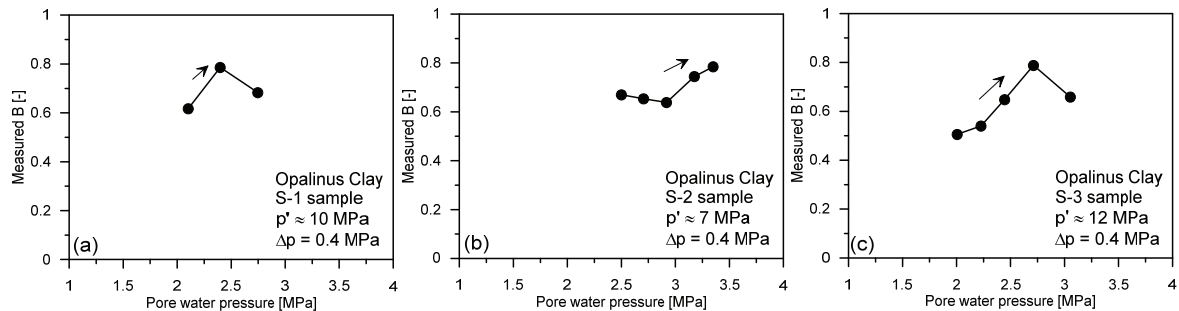 Measured B [-]
1
0.8
0.6
0.4
0.2
0
Opalinus Clay
S-1 sample
p' ≈ 10 MPa
Δp = 0.4 MPa
(a)
1 1.5 2 2.5 3 3.5 4
Pore water pressure [MPa]
Measured B [-]
1
0.8
0.6
0.4
0.2
0
Opalinus Clay
S-2 sample
p' ≈ 7 MPa
Δp = 0.4 MPa
(b)
1 1.5 2 2.5 3 3.5 4
Pore water pressure [MPa]
Measured B [-]
1
0.8
0.6
0.4
0.2
0
Opalinus Clay
S-3 sample
p' ≈ 12 MPa
Δp = 0.4 MPa
(c)
1 1.5 2 2.5 3 3.5 4
Pore water pressure [MPa]